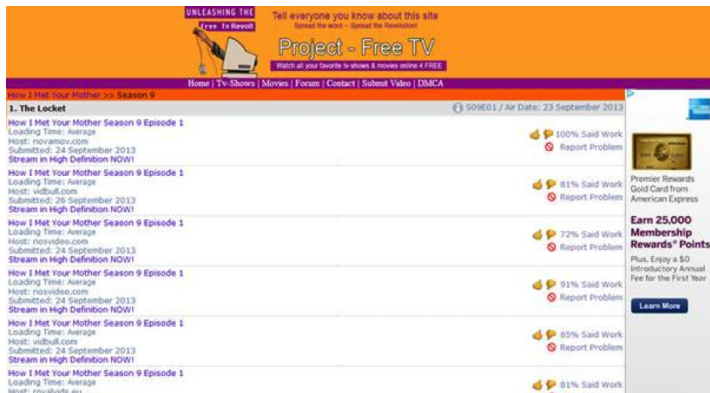 UNLEASHING THE
Free Tv Revolt
Tell everyone you know about this site
Spread the word -- Spread the Revolution!
Project - Free TV
Watch all your favorite tv-shows & movies online 4 FREE
Home | Tv-Shows | Movies | Forum | Contact | Submit Video | DMCA
How I Met Your Mother >> Season 9
1. The Locket
S09E01 / Air Date: 23 September 2013
How I Met Your Mother Season 9 Episode 1
Loading Time: Average
Host: novamov.com
Submitted: 24 September 2013
Stream in High Definition NOW!
100% Said Work
Report Problem
How I Met Your Mother Season 9 Episode 1
Loading Time: Average
Host: vidbull.com
Submitted: 26 September 2013
Stream in High Definition NOW!
81% Said Work
Report Problem
How I Met Your Mother Season 9 Episode 1
Loading Time: Average
Host: nosvideo.com
Submitted: 24 September 2013
Stream in High Definition NOW!
72% Said Work
Report Problem
How I Met Your Mother Season 9 Episode 1
Loading Time: Average
Host: nosvideo.com
Submitted: 24 September 2013
Stream in High Definition NOW!
91% Said Work
Report Problem
How I Met Your Mother Season 9 Episode 1
Loading Time: Average
Host: vidbull.com
Submitted: 24 September 2013
Stream in High Definition NOW!
85% Said Work
Report Problem
How I Met Your Mother Season 9 Episode 1
Loading Time: Average
Host: royalvids.eu
81% Said Work
Premier Rewards
Gold Card from
American Express
Earn 25,000
Membership
Rewards® Points
Plus, Enjoy a $0
Introductory Annual
Fee for the First Year
Learn More